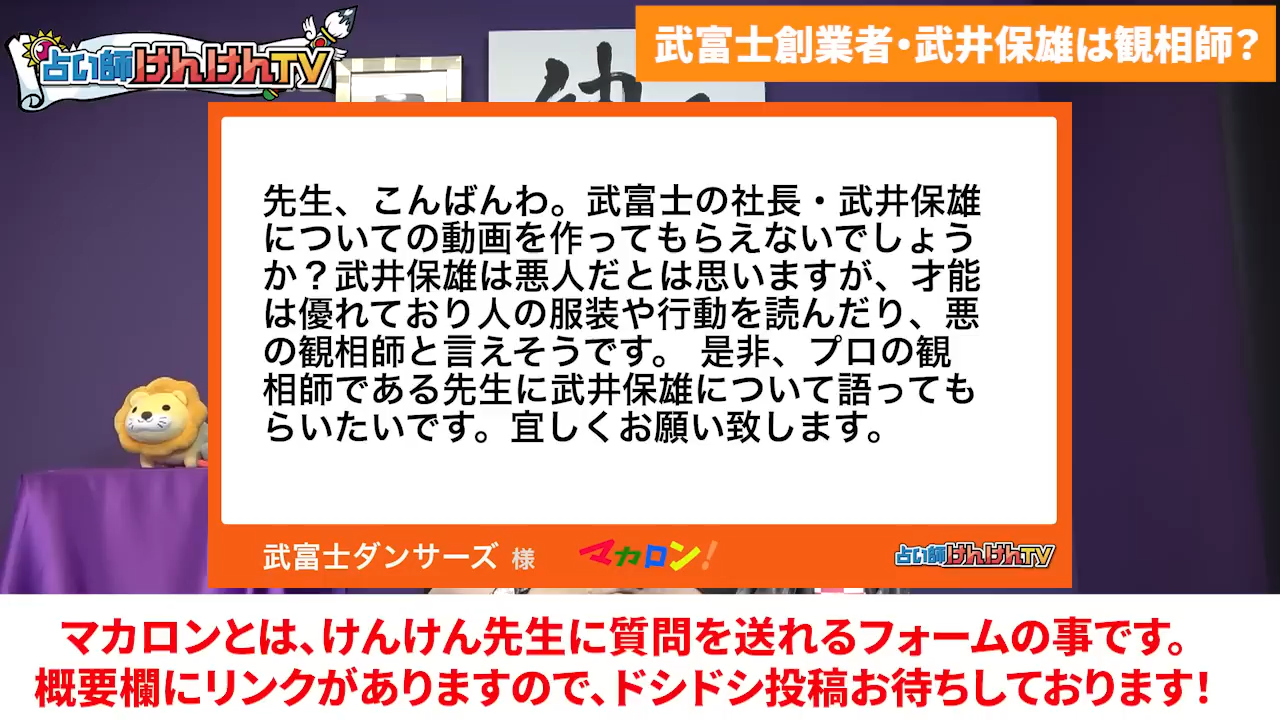 占い師けんけんTV
武富士創業者・武井保雄は観相師？
先生、こんばんわ。武富士の社長・武井保雄
についての動画を作ってもらえないでしょう
か？武井保雄は悪人だとは思いますが、才能
は優れており人の服装や行動を読んだり、悪
の観相師と言えそうです。 是非、プロの観
相師である先生に武井保雄について語っても
らいたいです。宜しくお願い致します。
武富士ダンサーズ 様
マカロン！
占い師けんけんTV
マカロンとは、けんけん先生に質問を送れるフォームの事です。
概要欄にリンクがありますので、ドシドシ投稿お待ちしております！